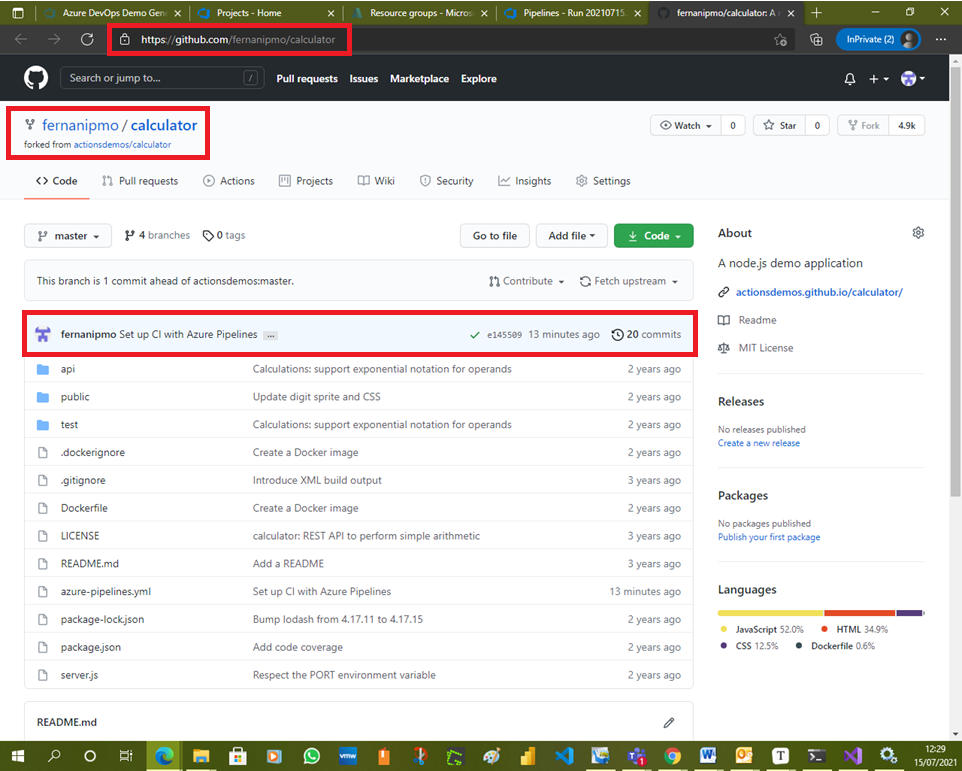 Azure DevOps Demo Gene
Projects - Home
Resource groups - Micros
Pipelines - Run 20210715.
fernanipmo/calculator: A
https://github.com/fernanipmo/calculator
InPrivate (2)
Search or jump to...
/
Pull requests
Issues
Marketplace
Explore
fernanipmo / calculator
forked from actionsdemos/calculator
Watch
0
Star
0
Fork
4.9k
Code
Pull requests
Actions
Projects
Wiki
Security
Insights
Settings
master
4 branches
0 tags
Go to file
Add file
Code
This branch is 1 commit ahead of actionsdemos:master.
Contribute
Fetch upstream
fernanipmo Set up CI with Azure Pipelines ...
e145509 13 minutes ago
20 commits
api Calculations: support exponential notation for operands 2 years ago
public Update digit sprite and CSS 2 years ago
test Calculations: support exponential notation for operands 2 years ago
.dockerignore Create a Docker image 2 years ago
.gitignore Introduce XML build output 3 years ago
Dockerfile Create a Docker image 2 years ago
LICENSE calculator: REST API to perform simple arithmetic 3 years ago
README.md Add a README 3 years ago
azure-pipelines.yml Set up CI with Azure Pipelines 13 minutes ago
package-lock.json Bump lodash from 4.17.11 to 4.17.15 2 years ago
package.json Add code coverage 2 years ago
server.js Respect the PORT environment variable 2 years ago
README.md
About
A node.js demo application
actionsdemos.github.io/calculator/
Readme
MIT License
Releases
No releases published
Create a new release
Packages
No packages published
Publish your first package
Languages
JavaScript 52.0%
HTML 34.9%
CSS 12.5%
Dockerfile 0.6%
vmw
1
W
T
12:29
15/07/2021